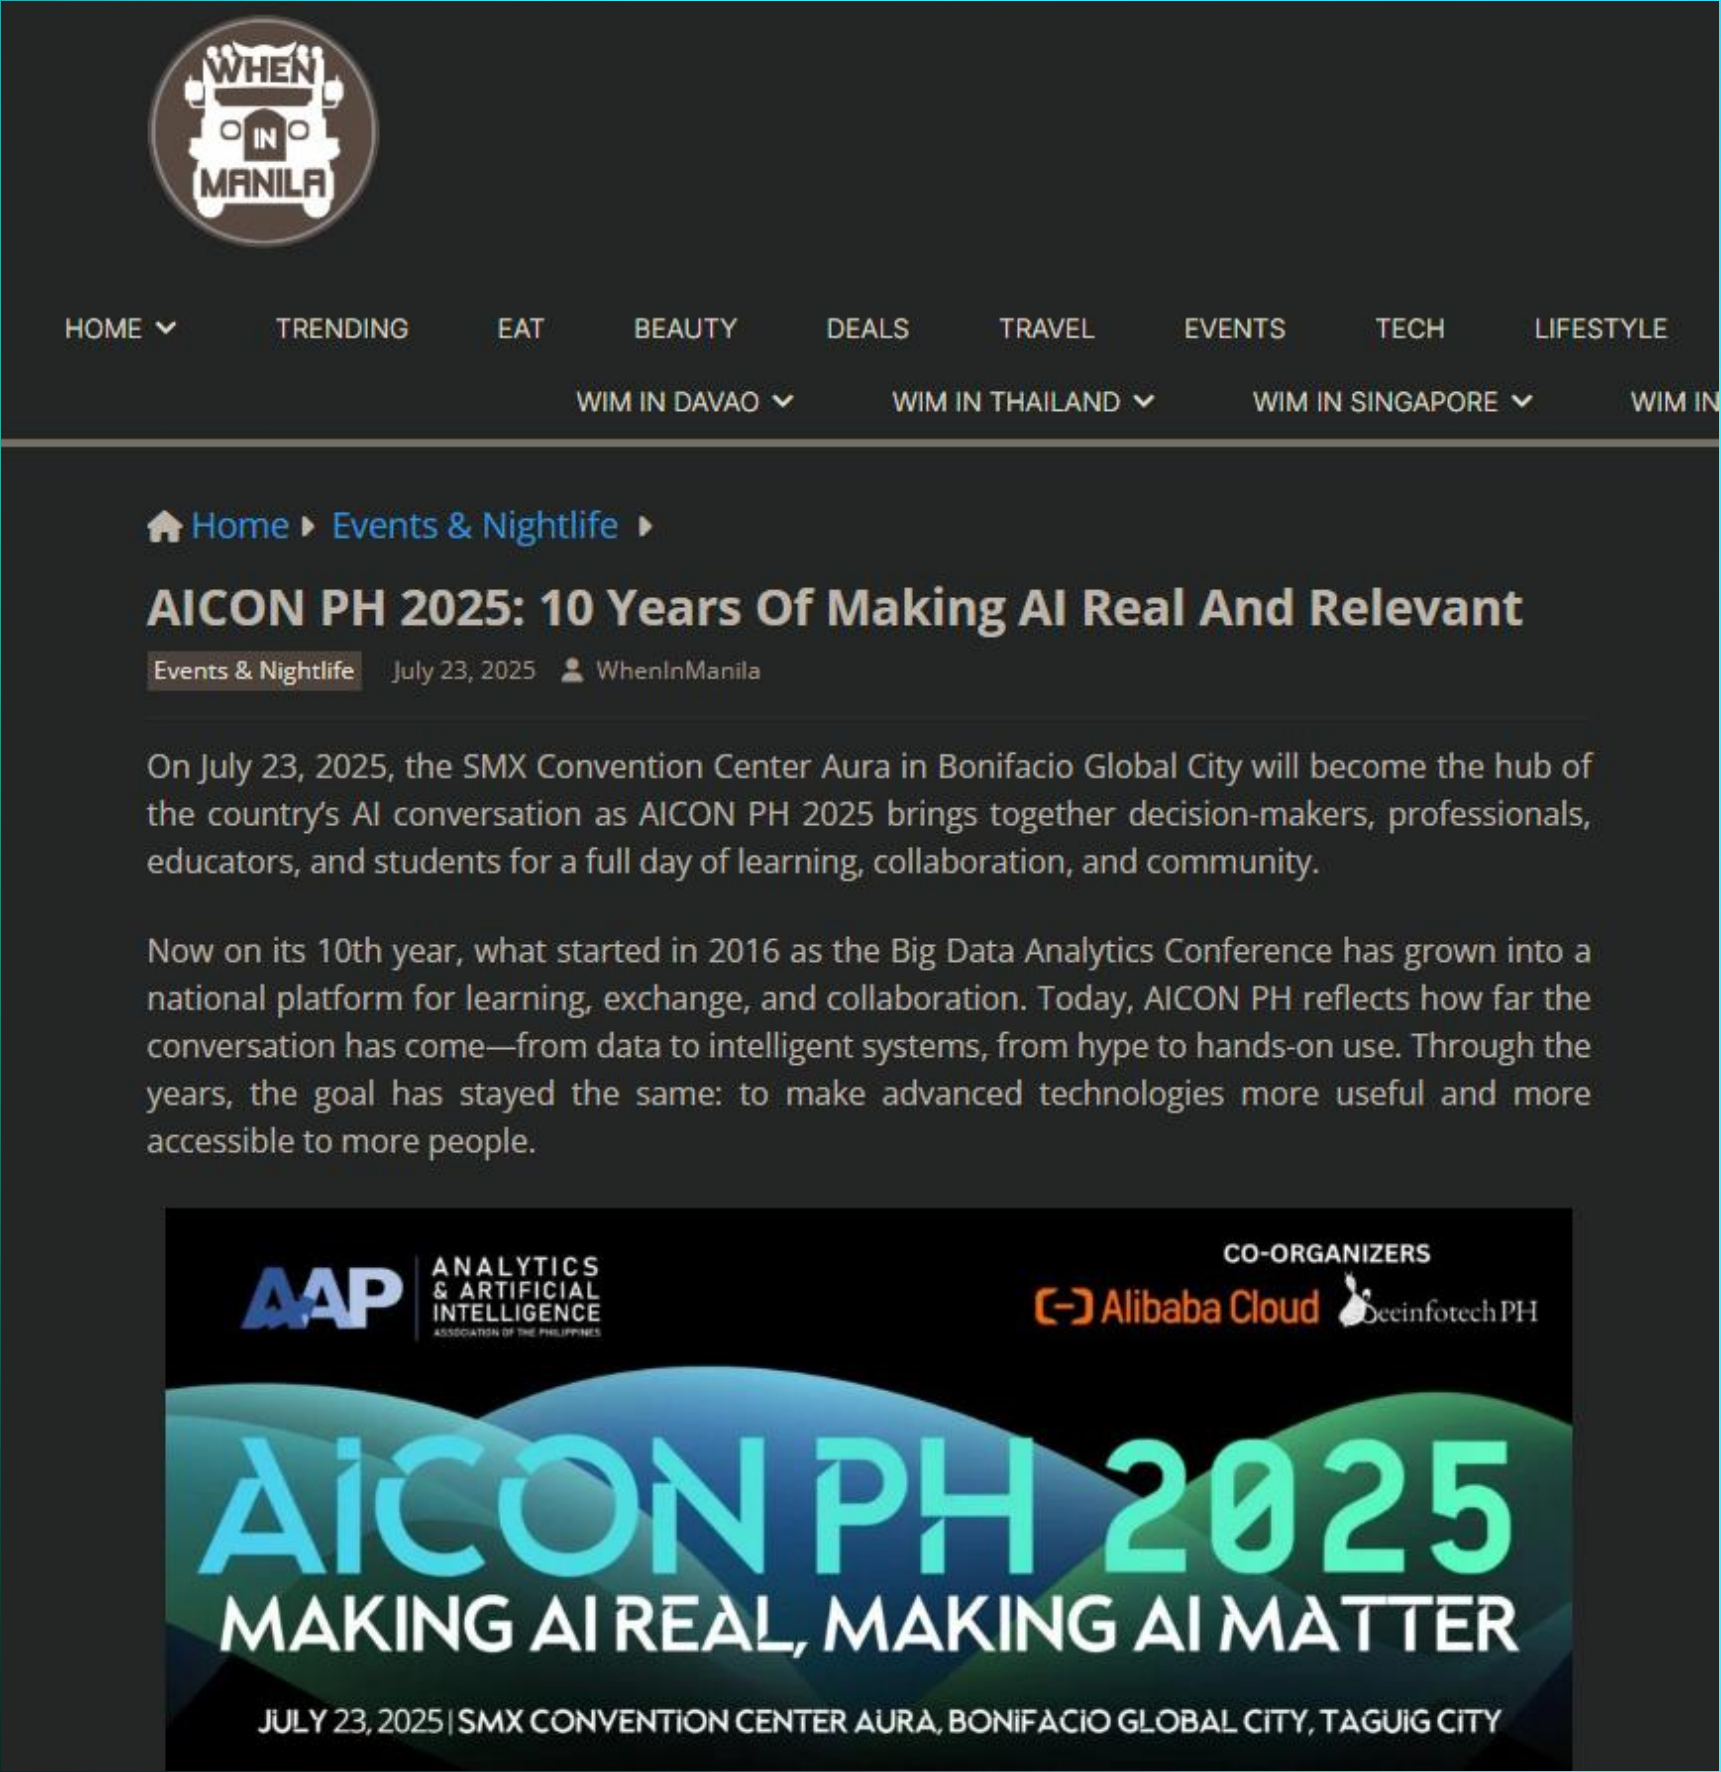 WHEN
IN
MANILA
HOME
TRENDING
EAT
BEAUTY
DEALS
TRAVEL
EVENTS
TECH
LIFESTYLE
WIM IN DAVAO
WIM IN THAILAND
WIM IN SINGAPORE
WIM IN
Home
Events & Nightlife
AICON PH 2025: 10 Years Of Making AI Real And Relevant
Events & Nightlife July 23, 2025 WhenInManila
On July 23, 2025, the SMX Convention Center Aura in Bonifacio Global City will become the hub of
the country’s AI conversation as AICON PH 2025 brings together decision-makers, professionals,
educators, and students for a full day of learning, collaboration, and community.
Now on its 10th year, what started in 2016 as the Big Data Analytics Conference has grown into a
national platform for learning, exchange, and collaboration. Today, AICON PH reflects how far the
conversation has come—from data to intelligent systems, from hype to hands-on use. Through the
years, the goal has stayed the same: to make advanced technologies more useful and more
accessible to more people.
AAP
ANALYTICS
& ARTIFICIAL
INTELLIGENCE
ASSOCIATION OF THE PHILIPPINES
CO-ORGANIZERS
Alibaba Cloud
BeeinfotechPH
AiCON PH 2025
MAKING AI REAL, MAKING AI MATTER
JULY 23, 2025 | SMX CONVENTION CENTER AURA, BONIFACIO GLOBAL CITY, TAGUIG CITY